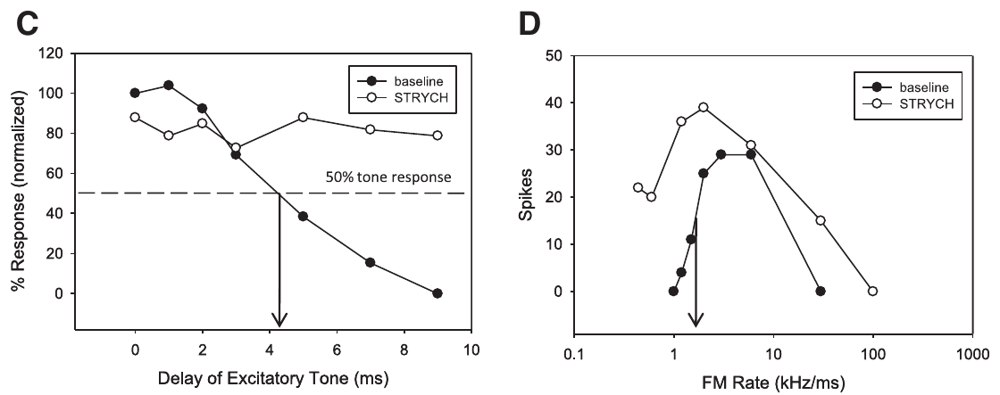 C
120
100
80
60
40
20
0
% Response (normalized)
baseline
STRYCH
50% tone response
0 2 4 6 8 10
Delay of Excitatory Tone (ms)
D
50
40
30
20
10
0
Spikes
baseline
STRYCH
0.1 1 10 100 1000
FM Rate (kHz/ms)